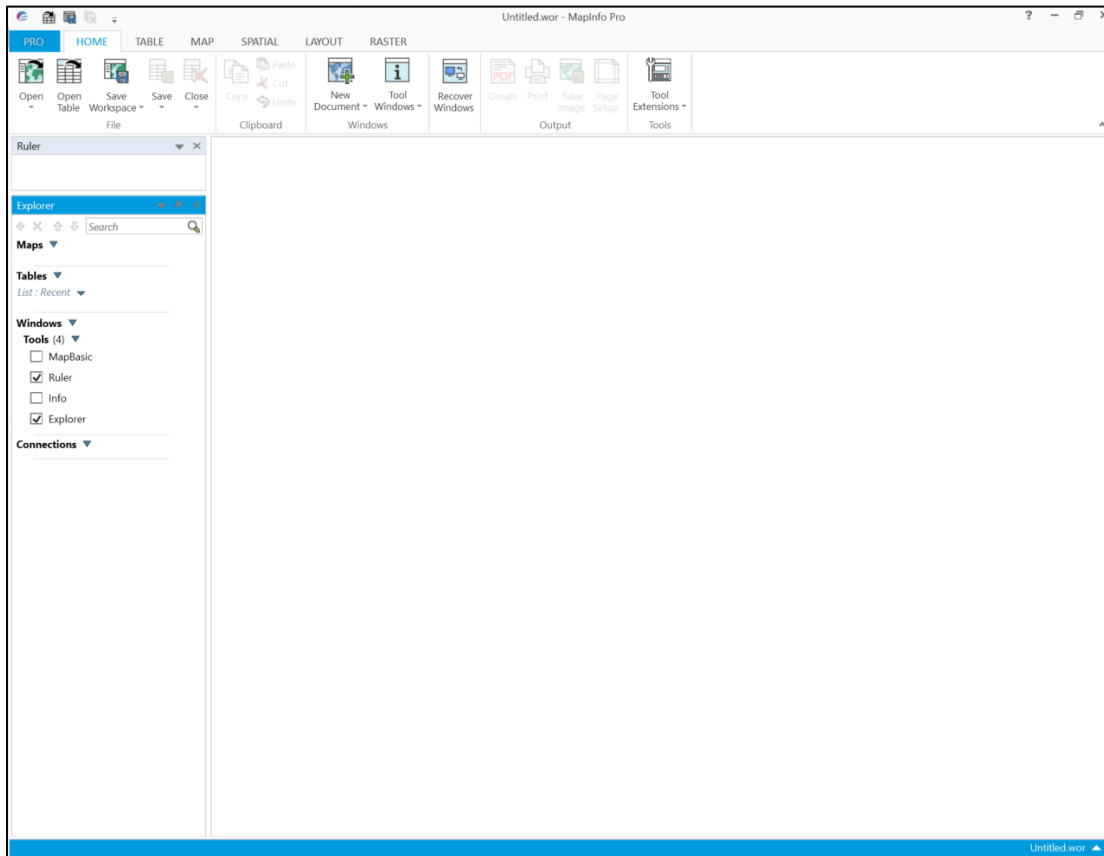 Untitled.wor - MapInfo Pro
PRO HOME TABLE MAP SPATIAL LAYOUT RASTER
Open
Open Table
Save Workspace
Save
Close
File
Copy
Paste
Cut
Undo
Clipboard
New Document
Tool Windows
Windows
Recover Windows
Create
Print
Save Image
Page Setup
Output
Tool Extensions
Tools
PDF
Ruler
Explorer
Search
Maps
Tables
List : Recent
Windows
Tools (4)
MapBasic
Ruler
Info
Explorer
Connections
Untitled.wor